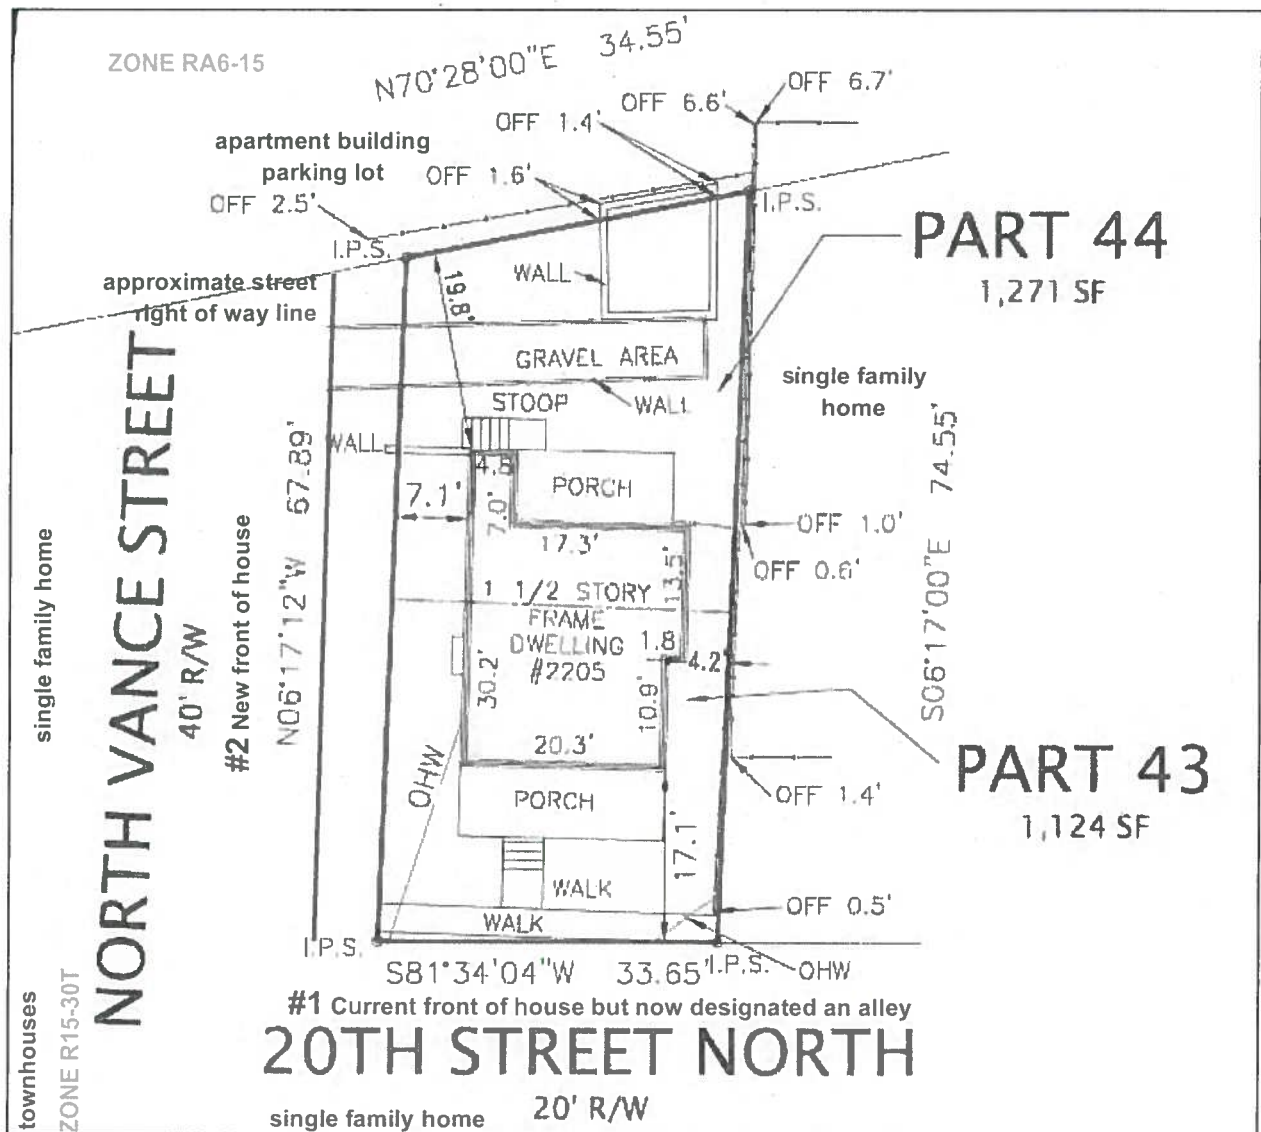 ZONE RA6-15
N70°28'00"E 34.55'
OFF 6.7'
OFF 6.6'
OFF 1.4'
apartment building
parking lot
OFF 1.6'
OFF 2.5'
I.P.S.
I.P.S.
PART 44
1,271 SF
WALL
19.8'
approximate street
right of way line
GRAVEL AREA
single family
home
STOOP
WALL
WALL
4.8
7.1'
7.0'
PORCH
17.3'
13.5'
OFF 1.0'
OFF 0.6'
S06°17'00"E 74.55'
N06°17'12"W 67.89'
NORTH VANCE STREET
40' R/W
#2 New front of house
single family home
1 1/2 STORY
FRAME
DWELLING
#2205
1.8
4.2'
30.2'
10.9'
20.3'
PART 43
1,124 SF
OHW
PORCH
OFF 1.4'
17.1'
WALK
WALK
OFF 0.5'
I.P.S.
S81°34'04"W 33.65'
I.P.S.
OHW
#1 Current front of house but now designated an alley
20TH STREET NORTH
20' R/W
single family home
townhouses
ZONE R15-30T